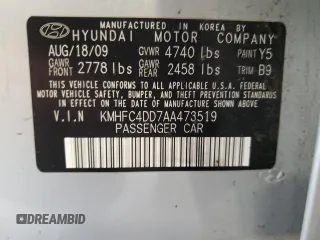 MANUFACTURED IN KOREA BY
HYUNDAI MOTOR COMPANY
AUG/18/09 GVWR 4740 lbs PAINT Y5
GAWR FRONT 2778 lbs GAWR REAR 2458 lbs TRIM B9
THIS VEHICLE CONFORMS TO ALL APPLICABLE U.S.A. FEDERAL
MOTOR VEHICLE SAFETY, BUMPER, AND THEFT PREVENTION
STANDARDS IN EFFECT ON THE DATE OF MANUFACTURE
SHOWN ABOVE.
V.I.N KMHFC4DD7AA473519
PASSENGER CAR
DREAMBID